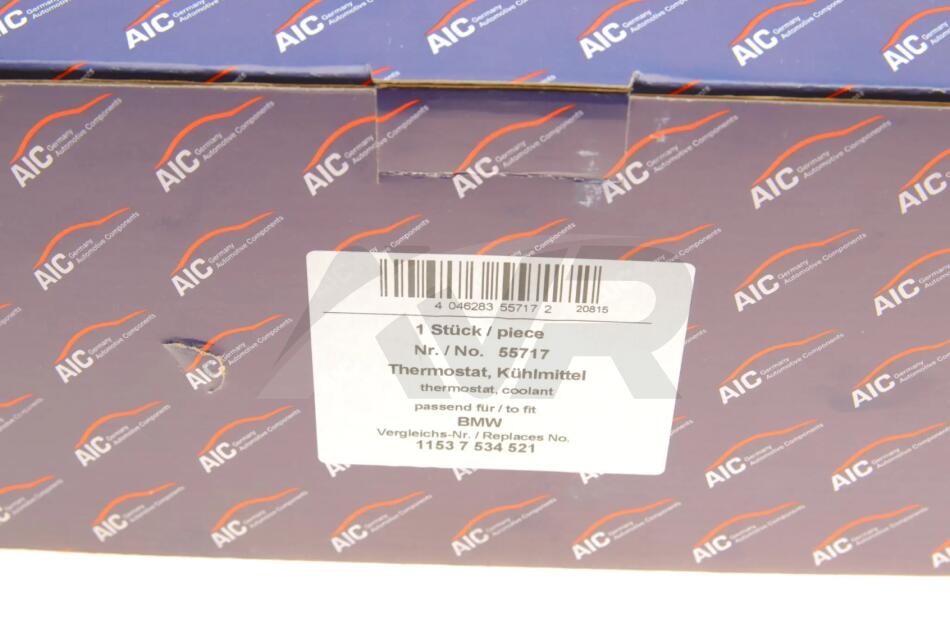 AIC Germany Automotive Components
4 046283 55717 2 20815
1 Stück / piece
Nr. / No. 55717
Thermostat, Kühlmittel
thermostat, coolant
passend für / to fit
BMW
Vergleichs-Nr. / Replaces No.
1153 7 534 521
AVR